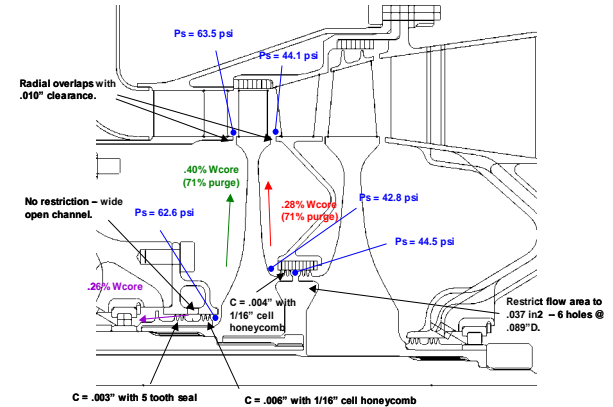 Ps = 63.5 psi
Ps = 44.1 psi
Radial overlaps with
.010” clearance.
.40% Wcore
(71% purge)
No restriction – wide
open channel.
Ps = 62.6 psi
.28% Wcore
(71% purge)
Ps = 42.8 psi
Ps = 44.5 psi
.26% Wcore
C = .004” with
1/16” cell
honeycomb
Restrict flow area to
.037 in2 – 6 holes @
.089”D.
C = .003” with 5 tooth seal
C = .006” with 1/16” cell honeycomb